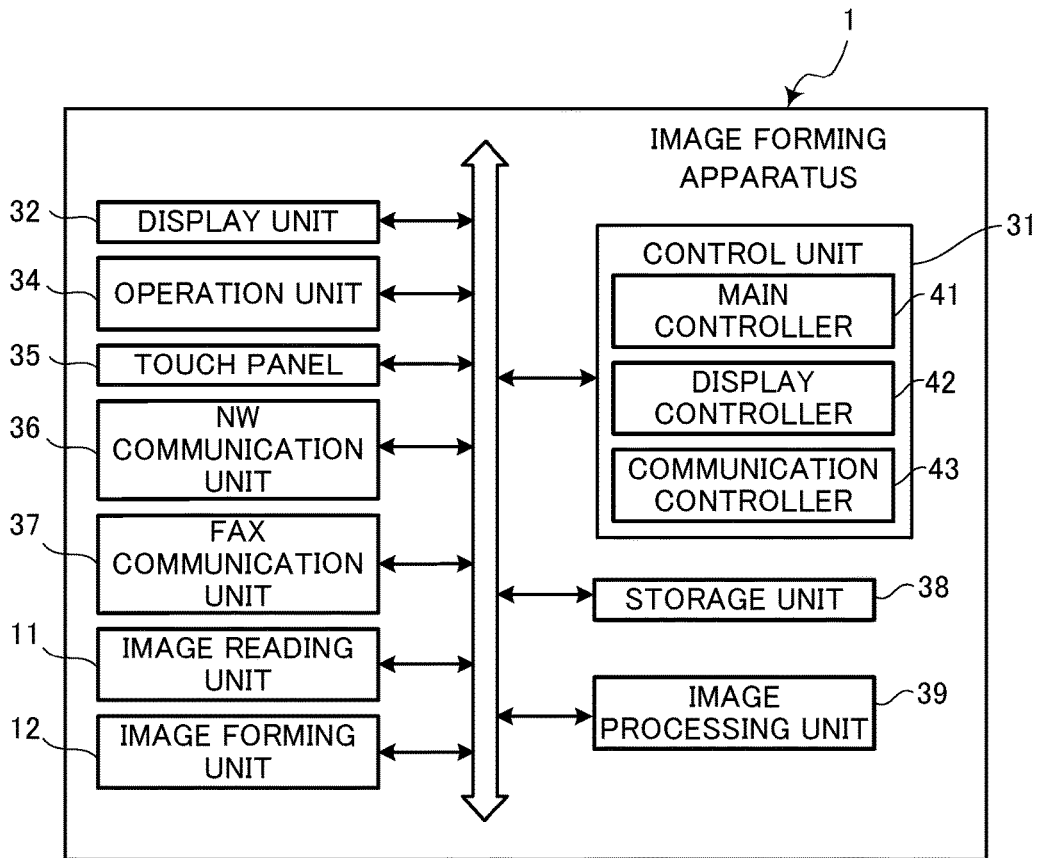 1
IMAGE FORMING
APPARATUS
32
DISPLAY UNIT
34
OPERATION UNIT
35
TOUCH PANEL
36
NW
COMMUNICATION
UNIT
37
FAX
COMMUNICATION
UNIT
11
IMAGE READING
UNIT
12
IMAGE FORMING
UNIT
31
CONTROL UNIT
MAIN
CONTROLLER
41
DISPLAY
CONTROLLER
42
COMMUNICATION
CONTROLLER
43
STORAGE UNIT
38
IMAGE
PROCESSING UNIT
39